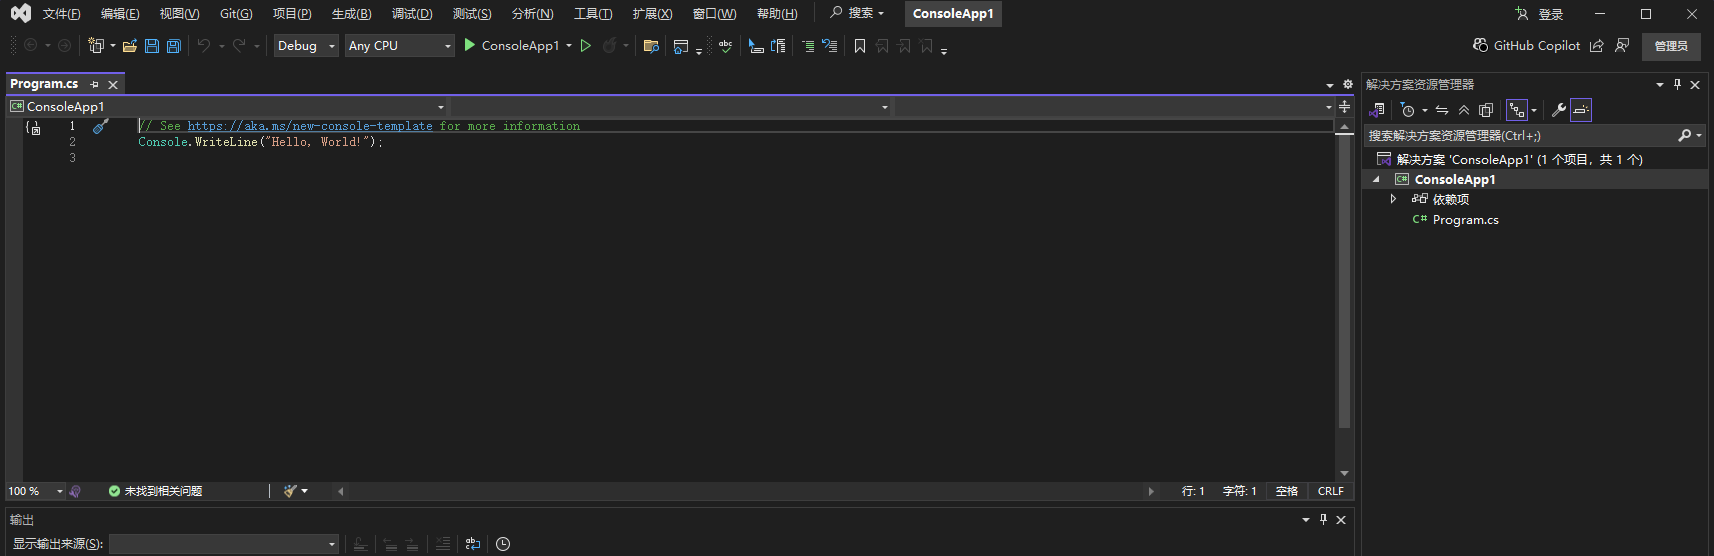 文件(F) 编辑(E) 视图(V) Git(G) 项目(P) 生成(B) 调试(D) 测试(S) 分析(N) 工具(T) 扩展(X) 窗口(W) 帮助(H) 搜索 ConsoleApp1 登录
Debug Any CPU ConsoleApp1 GitHub Copilot 管理员
Program.cs
ConsoleApp1
1 // See https://aka.ms/new-console-template for more information
2 Console.WriteLine("Hello, World!");
3
100 % 未找到相关问题 行: 1 字符: 1 空格 CRLF
输出
显示输出来源(S):
解决方案资源管理器
搜索解决方案资源管理器(Ctrl+;)
解决方案 'ConsoleApp1' (1 个项目，共 1 个)
ConsoleApp1
依赖项
C# Program.cs